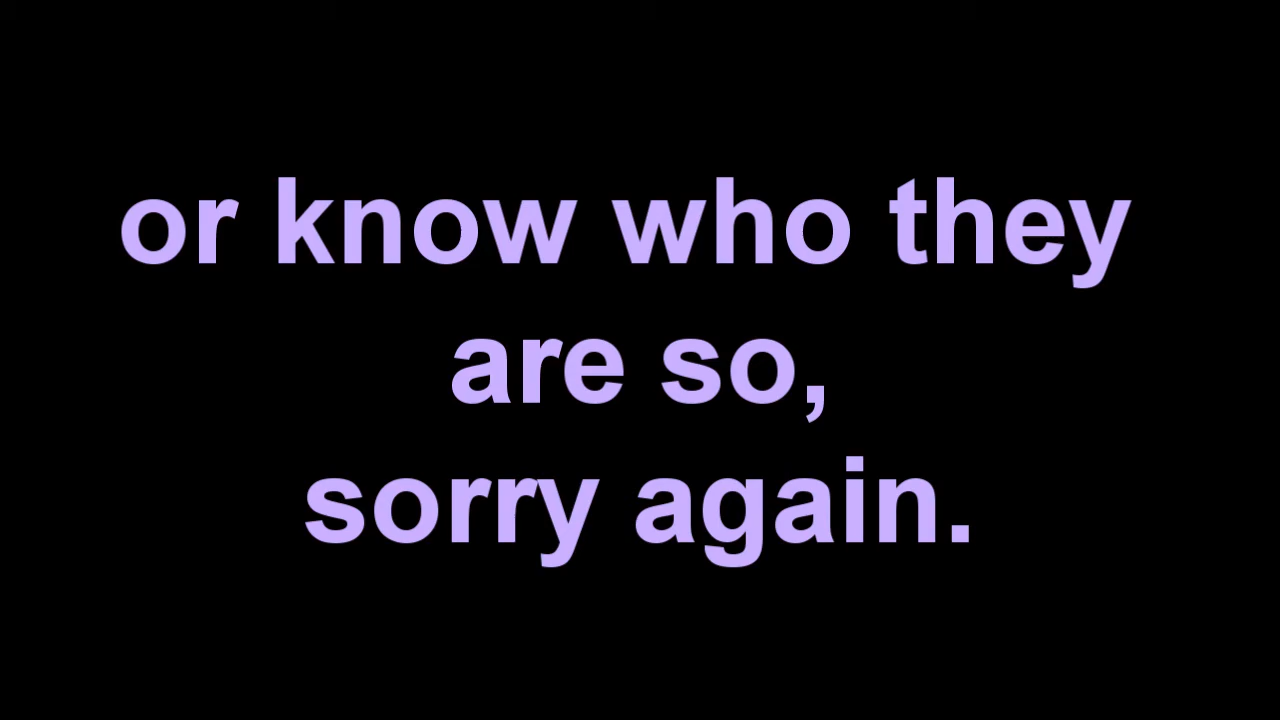 or know who they
are so,
sorry again.